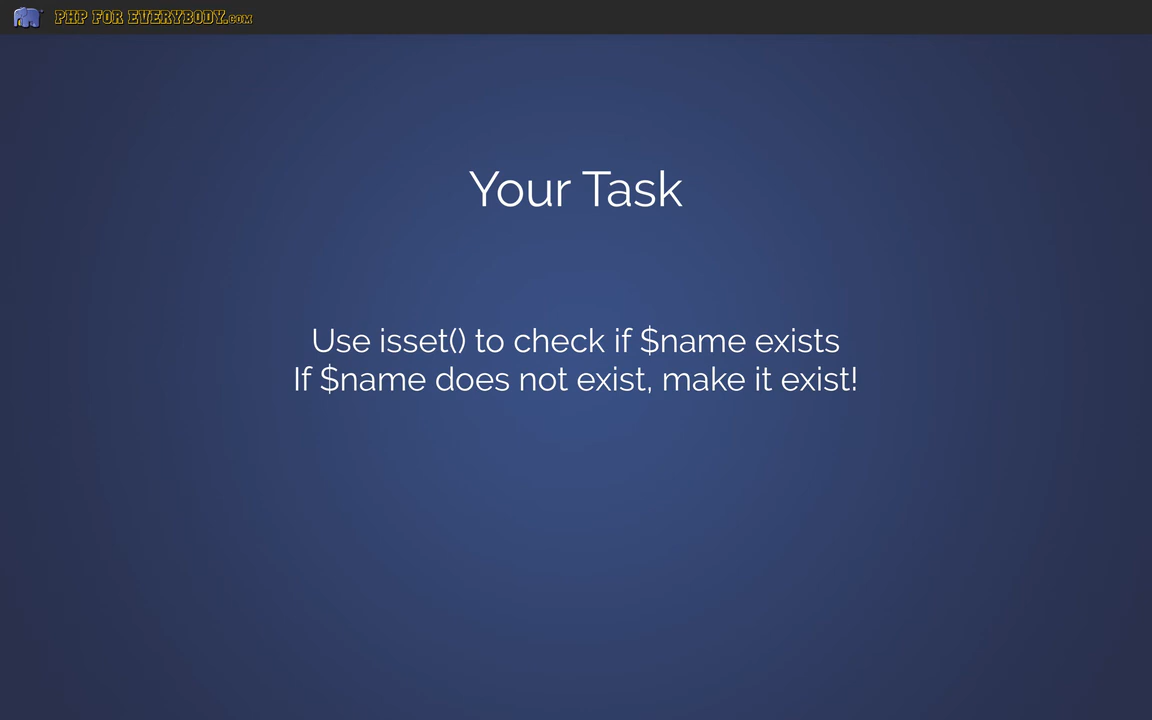 PHP FOR EVERYBODY.COM
Your Task
Use isset() to check if $name exists
If $name does not exist, make it exist!